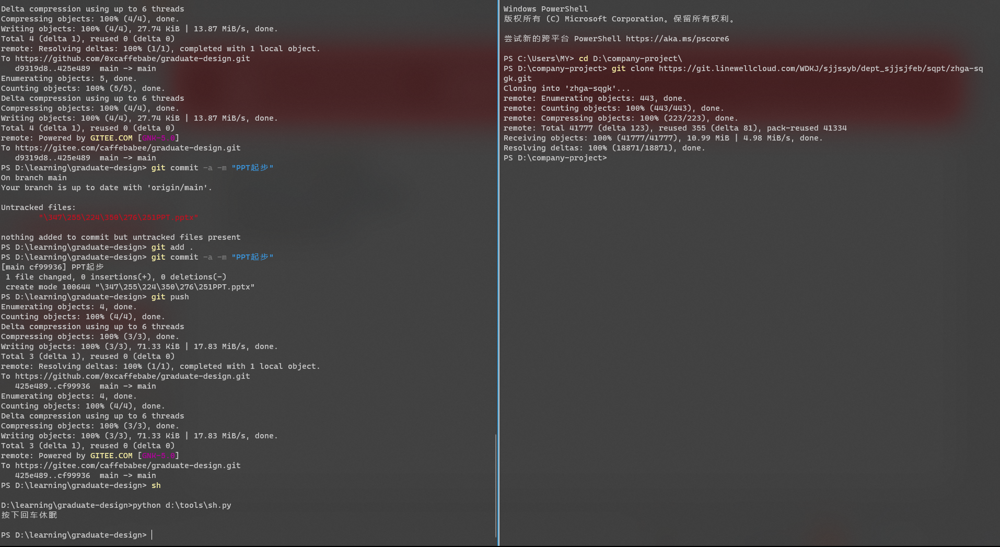 Delta compression using up to 6 threads
Compressing objects: 100% (4/4), done.
Writing objects: 100% (4/4), 27.74 KiB | 13.87 MiB/s, done.
Total 4 (delta 1), reused 0 (delta 0)
remote: Resolving deltas: 100% (1/1), completed with 1 local object.
To https://github.com/0xcaffebabe/graduate-design.git
   d9319d8..425e489  main -> main
Enumerating objects: 5, done.
Counting objects: 100% (5/5), done.
Delta compression using up to 6 threads
Compressing objects: 100% (4/4), done.
Writing objects: 100% (4/4), 27.74 KiB | 13.87 MiB/s, done.
Total 4 (delta 1), reused 0 (delta 0)
remote: Powered by GITEE.COM [GNK-5.0]
To https://gitee.com/caffebabee/graduate-design.git
   d9319d8..425e489  main -> main
PS D:\learning\graduate-design> git commit -a -m "PPT起步"
On branch main
Your branch is up to date with 'origin/main'.
Untracked files:
        "\347\255\224\350\276\251PPT.pptx"
nothing added to commit but untracked files present
PS D:\learning\graduate-design> git add .
PS D:\learning\graduate-design> git commit -a -m "PPT起步"
[main cf99936] PPT起步
 1 file changed, 0 insertions(+), 0 deletions(-)
 create mode 100644 "\347\255\224\350\276\251PPT.pptx"
PS D:\learning\graduate-design> git push
Enumerating objects: 4, done.
Counting objects: 100% (4/4), done.
Delta compression using up to 6 threads
Compressing objects: 100% (3/3), done.
Writing objects: 100% (3/3), 71.33 KiB | 17.83 MiB/s, done.
Total 3 (delta 1), reused 0 (delta 0)
remote: Resolving deltas: 100% (1/1), completed with 1 local object.
To https://github.com/0xcaffebabe/graduate-design.git
   425e489..cf99936  main -> main
Enumerating objects: 4, done.
Counting objects: 100% (4/4), done.
Delta compression using up to 6 threads
Compressing objects: 100% (3/3), done.
Writing objects: 100% (3/3), 71.33 KiB | 17.83 MiB/s, done.
Total 3 (delta 1), reused 0 (delta 0)
remote: Powered by GITEE.COM [GNK-5.0]
To https://gitee.com/caffebabee/graduate-design.git
   425e489..cf99936  main -> main
PS D:\learning\graduate-design> sh
D:\learning\graduate-design>python d:\tools\sh.py
按下回车休眠
PS D:\learning\graduate-design>
Windows PowerShell
版权所有 (C) Microsoft Corporation。保留所有权利。
尝试新的跨平台 PowerShell https://aka.ms/pscore6
PS C:\Users\MY> cd D:\company-project\
PS D:\company-project> git clone https://git.linewellcloud.com/WDKJ/sjjssyb/dept_sjjsjfeb/sqpt/zhga-sq
gk.git
Cloning into 'zhga-sqgk'...
remote: Enumerating objects: 443, done.
remote: Counting objects: 100% (443/443), done.
remote: Compressing objects: 100% (223/223), done.
remote: Total 41777 (delta 123), reused 355 (delta 81), pack-reused 41334
Receiving objects: 100% (41777/41777), 10.99 MiB | 4.98 MiB/s, done.
Resolving deltas: 100% (18871/18871), done.
PS D:\company-project>